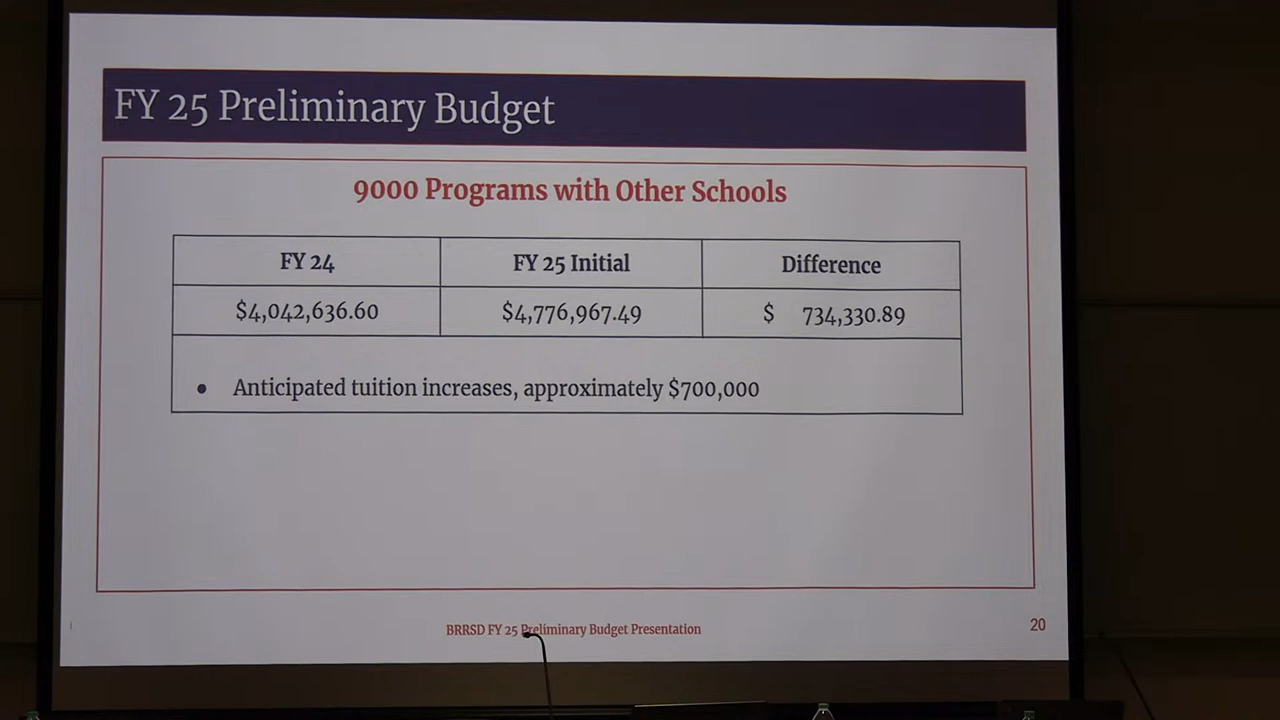 FY 25 Preliminary Budget
9000 Programs with Other Schools
FY 24 FY 25 Initial Difference
$4,042,636.60 $4,776,967.49 $ 734,330.89
• Anticipated tuition increases, approximately $700,000
BRRSD FY 25 Preliminary Budget Presentation 20